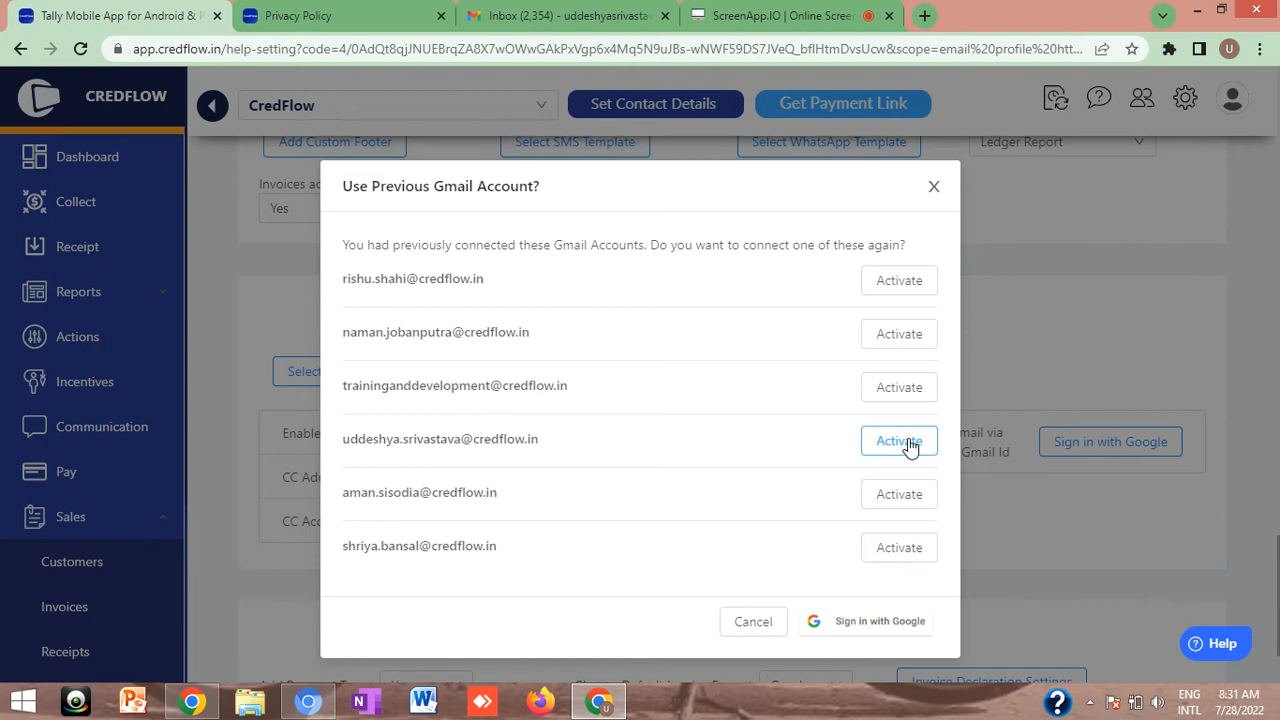 Tally Mobile App for Android &
Privacy Policy
Inbox (2,354) - uddeshyasrivasta
ScreenApp.IO | Online Screen
app.credflow.in/help-setting?code=4/0AdQt8qjJNUEBrqZA8X7wOWwGAkPxVgp6x4Mq5N9uJBs-wNWF59DS7JVeQ_bflHtmDvsUcw&scope=email%20profile%20htt...
U
CREDFLOW
CredFlow
Set Contact Details
Get Payment Link
Dashboard
Collect
Receipt
Reports
Actions
Incentives
Communication
Pay
Sales
Customers
Invoices
Receipts
Add Custom Footer
Select SMS Template
Select WhatsApp Template
Ledger Report
Invoices ac
Yes
Use Previous Gmail Account?
You had previously connected these Gmail Accounts. Do you want to connect one of these again?
rishu.shahi@credflow.in
Activate
naman.jobanputra@credflow.in
Activate
traininganddevelopment@credflow.in
Activate
uddeshya.srivastava@credflow.in
Activate
aman.sisodia@credflow.in
Activate
shriya.bansal@credflow.in
Activate
Cancel
Sign in with Google
Selec
Enable
CC Adr
CC Acc
mail via
Gmail Id
Sign in with Google
Invoice Declaration Settings
Help
ENG
INTL
8:31 AM
7/28/2022